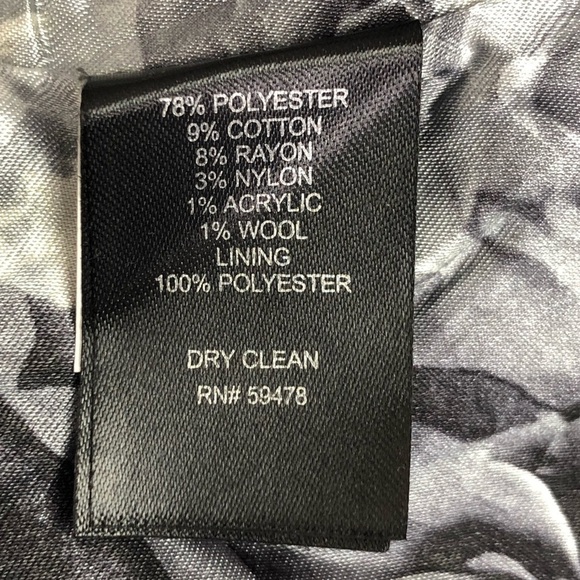 78% POLYESTER
9% COTTON
8% RAYON
3% NYLON
1% ACRYLIC
1% WOOL
LINING
100% POLYESTER
DRY CLEAN
RN# 59478